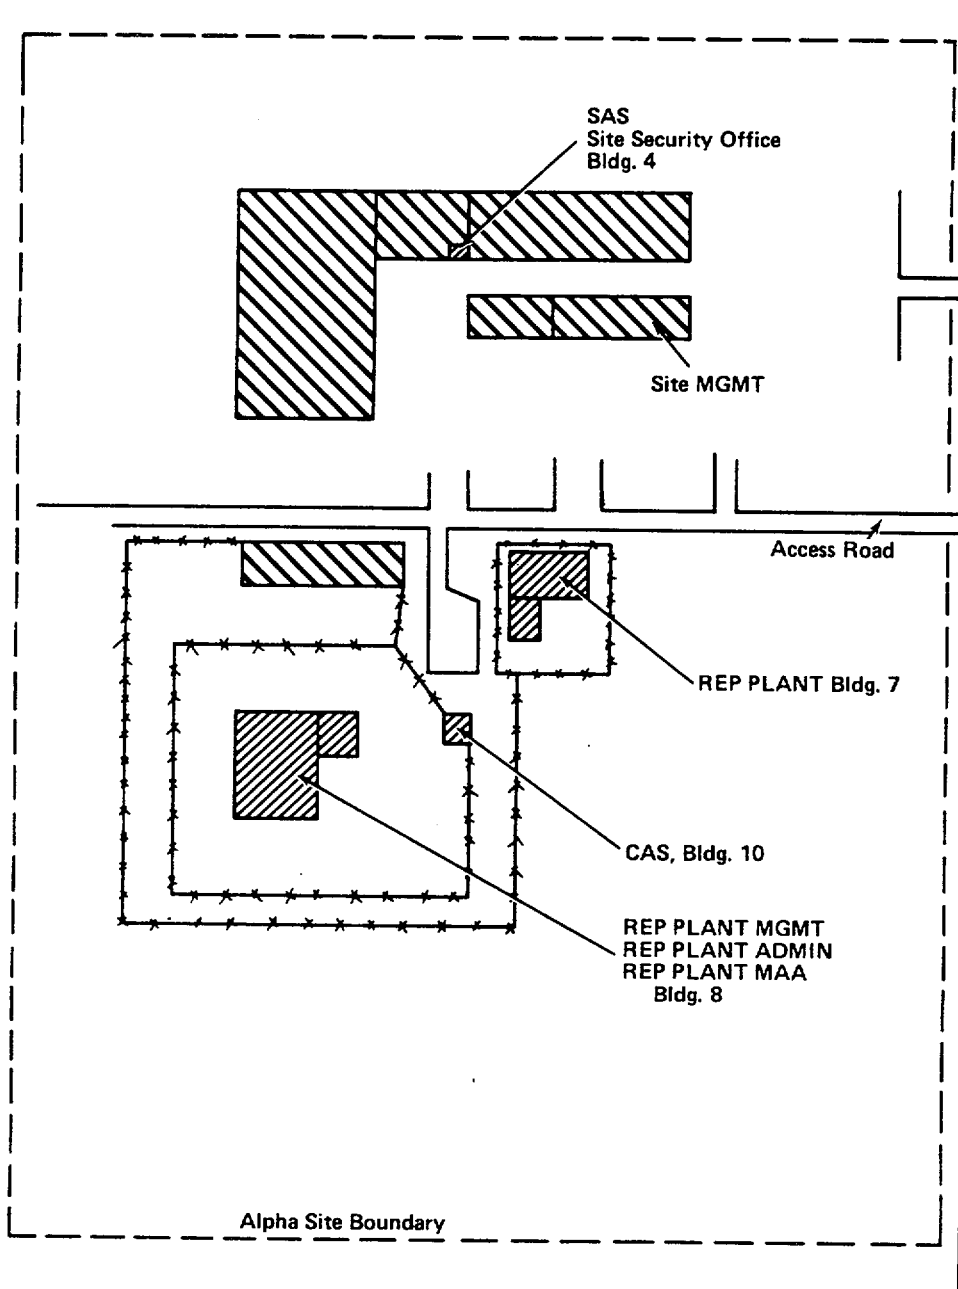 SAS
Site Security Office
Bldg. 4
Site MGMT
Access Road
REP PLANT Bldg. 7
CAS, Bldg. 10
REP PLANT MGMT
REP PLANT ADMIN
REP PLANT MAA
Bldg. 8
Alpha Site Boundary